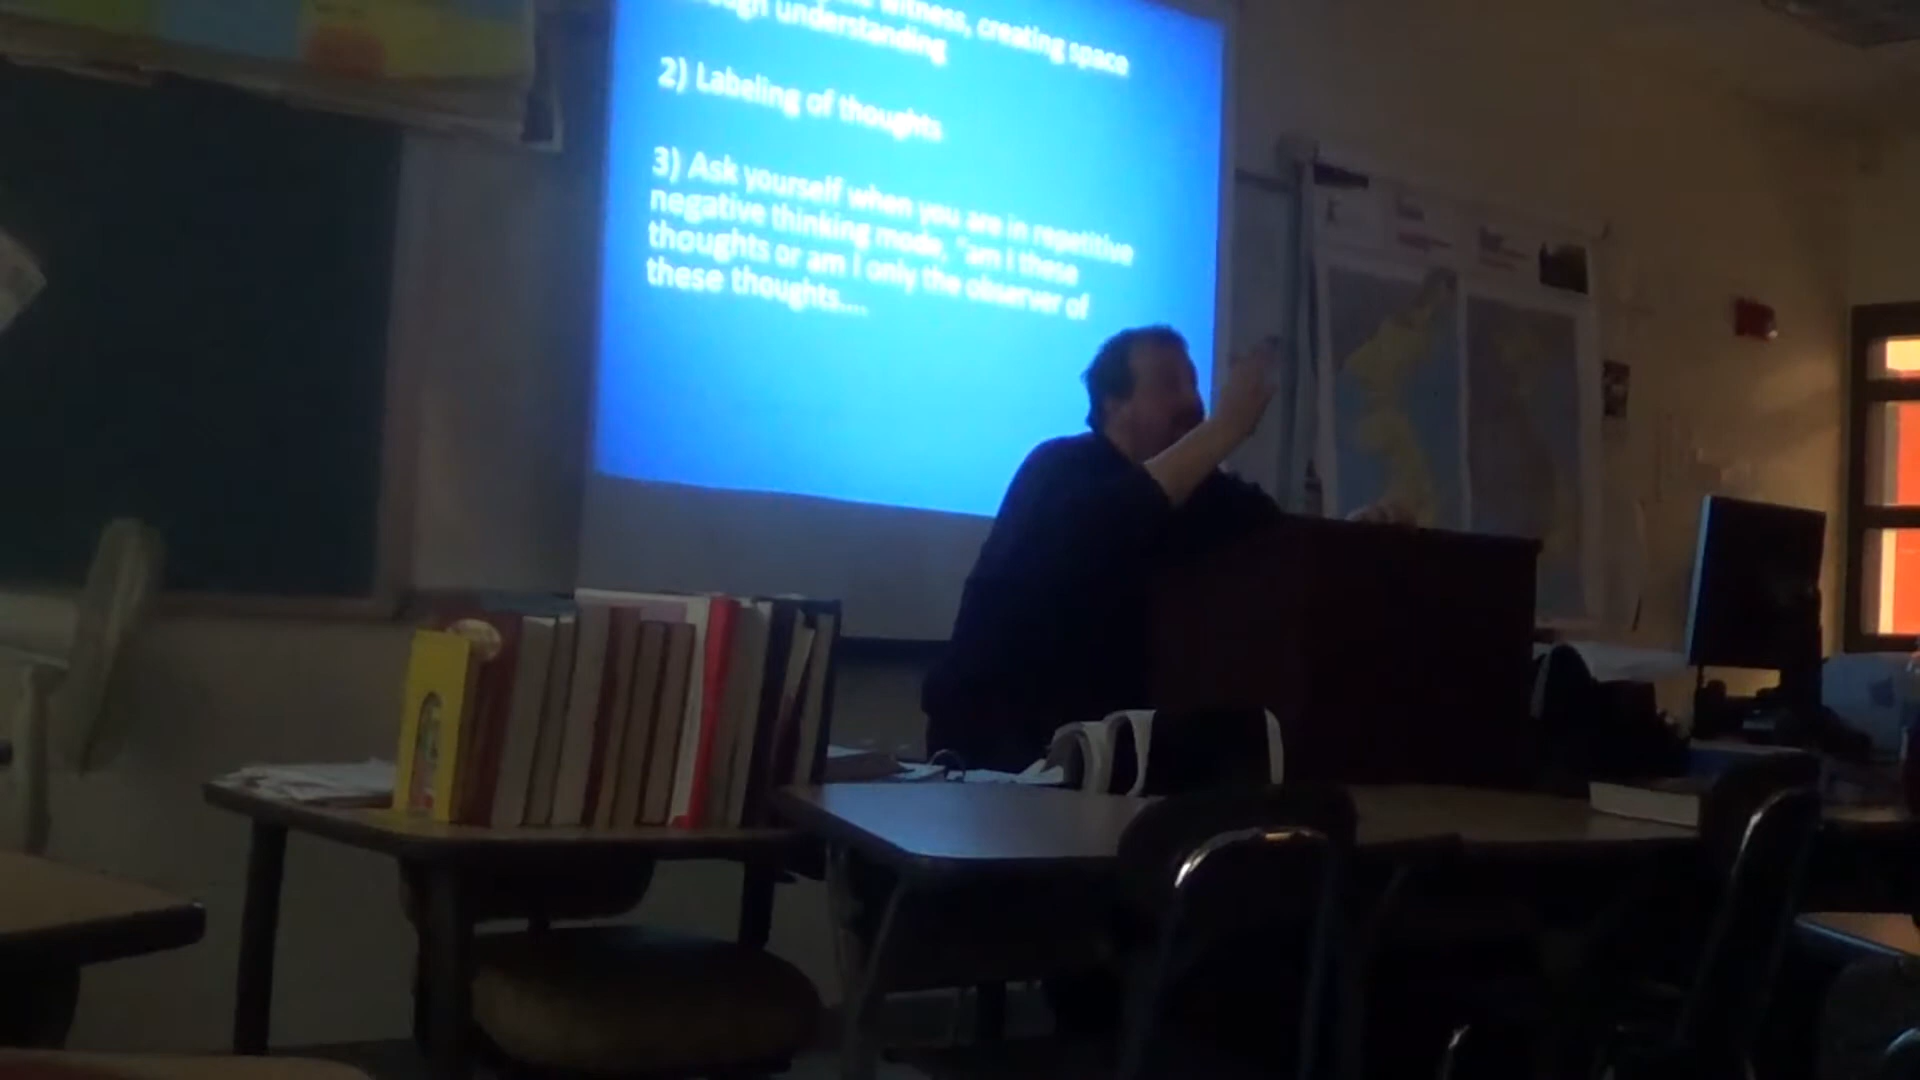 witness, creating space
understanding
2) Labeling of thoughts
3) Ask yourself when you are in repetitive
negative thinking mode, "am I these
thoughts or am I only the observer of
these thoughts....